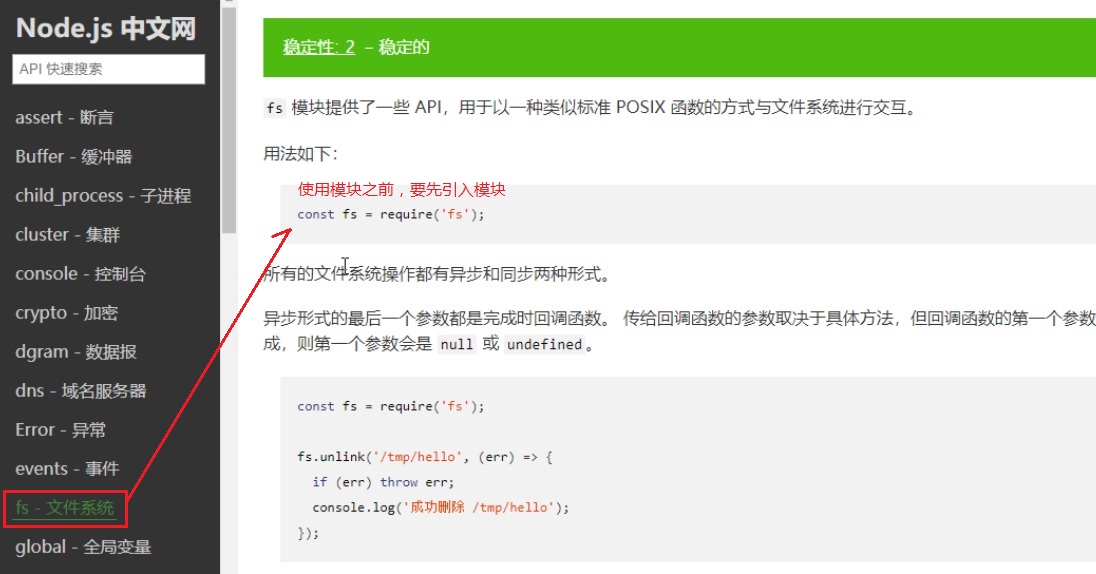 Node.js 中文网
API 快速搜索
assert - 断言
Buffer - 缓冲器
child_process - 子进程
cluster - 集群
console - 控制台
crypto - 加密
dgram - 数据报
dns - 域名服务器
Error - 异常
events - 事件
fs - 文件系统
global - 全局变量
稳定性: 2 - 稳定的
fs 模块提供了一些 API，用于以一种类似标准 POSIX 函数的方式与文件系统进行交互。
用法如下：
使用模块之前，要先引入模块
const fs = require('fs');
所有的文件系统操作都有异步和同步两种形式。
异步形式的最后一个参数都是完成时回调函数。 传给回调函数的参数取决于具体方法，但回调函数的第一个参数
成，则第一个参数会是 null 或 undefined。
const fs = require('fs');
fs.unlink('/tmp/hello', (err) => {
if (err) throw err;
console.log('成功删除 /tmp/hello');
});